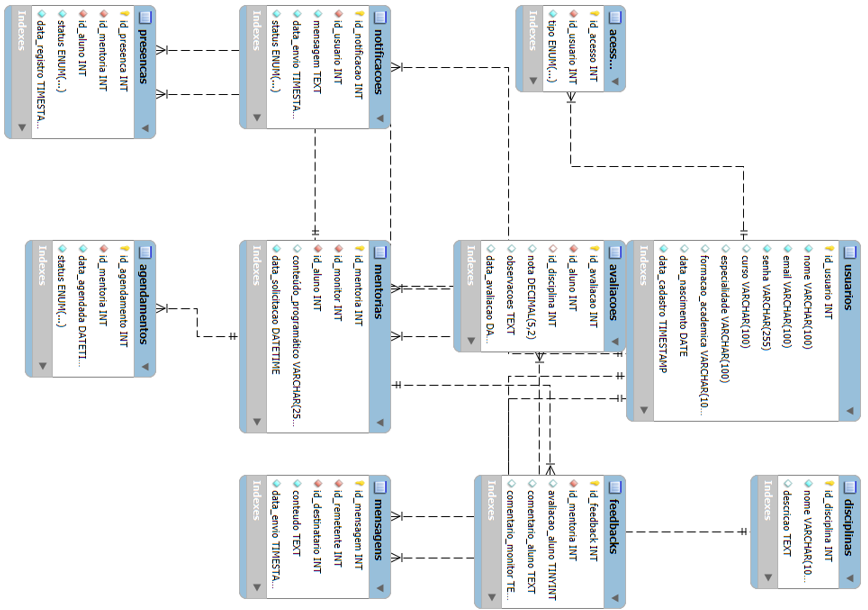 acess...
id_acesso INT
id_usuario INT
tipo ENUM(...)
Indexes
notificacoes
id_notificacao INT
id_usuario INT
mensagem TEXT
data_envio TIMESTA...
status ENUM(...)
Indexes
presencas
id_presenca INT
id_mentoria INT
id_aluno INT
status ENUM(...)
data_registro TIMESTA...
Indexes
usuarios
id_usuario INT
nome VARCHAR(100)
email VARCHAR(100)
senha VARCHAR(255)
curso VARCHAR(100)
especialidade VARCHAR(100)
formacao_academica VARCHAR(10...
data_nascimento DATE
data_cadastro TIMESTAMP
Indexes
avaliacoes
id_avaliacao INT
id_aluno INT
id_disciplina INT
nota DECIMAL(5,2)
observacoes TEXT
data_avaliacao DA...
Indexes
mentorias
id_mentoria INT
id_monitor INT
id_aluno INT
conteúdo_programático VARCHAR(25...
data_solicitacao DATETIME
Indexes
agendamentos
id_agendamento INT
id_mentoria INT
data_agendada DATETI...
status ENUM(...)
Indexes
disciplinas
id_disciplina INT
nome VARCHAR(10...
descricao TEXT
Indexes
feedbacks
id_feedback INT
id_mentoria INT
avaliacao_aluno TINYINT
comentario_aluno TEXT
comentario_monitor TE...
Indexes
mensagens
id_mensagem INT
id_remetente INT
id_destinatario INT
conteudo TEXT
data_envio TIMESTA...
Indexes